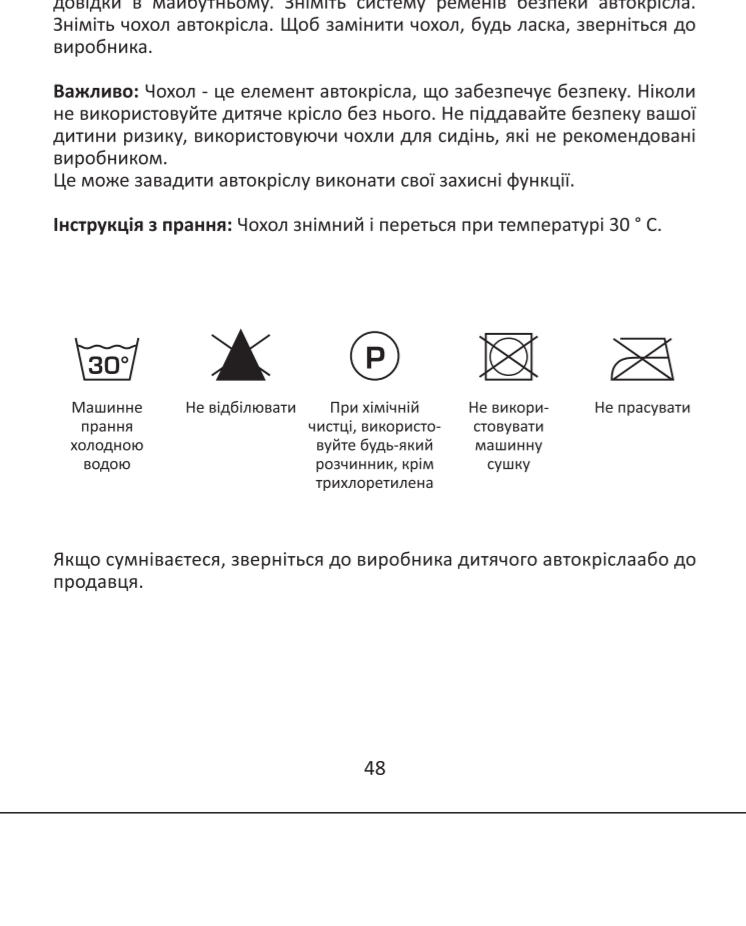 довідки в майбутньому. Зніміть систему ременів безпеки автокрісла.
Зніміть чохол автокрісла. Щоб замінити чохол, будь ласка, зверніться до
виробника.
Важливо: Чохол - це елемент автокрісла, що забезпечує безпеку. Ніколи
не використовуйте дитяче крісло без нього. Не піддавайте безпеку вашої
дитини ризику, використовуючи чохли для сидінь, які не рекомендовані
виробником.
Це може завадити автокріслу виконати свої захисні функції.
Інструкція з прання: Чохол знімний і переться при температурі 30 ° С.
30°
P
Машинне
прання
холодною
водою
Не відбілювати
При хімічній
чистці, використо-
вуйте будь-який
розчинник, крім
трихлоретилена
Не викори-
стовувати
машинну
сушку
Не прасувати
Якщо сумніваєтеся, зверніться до виробника дитячого автокріслаабо до
продавця.
48